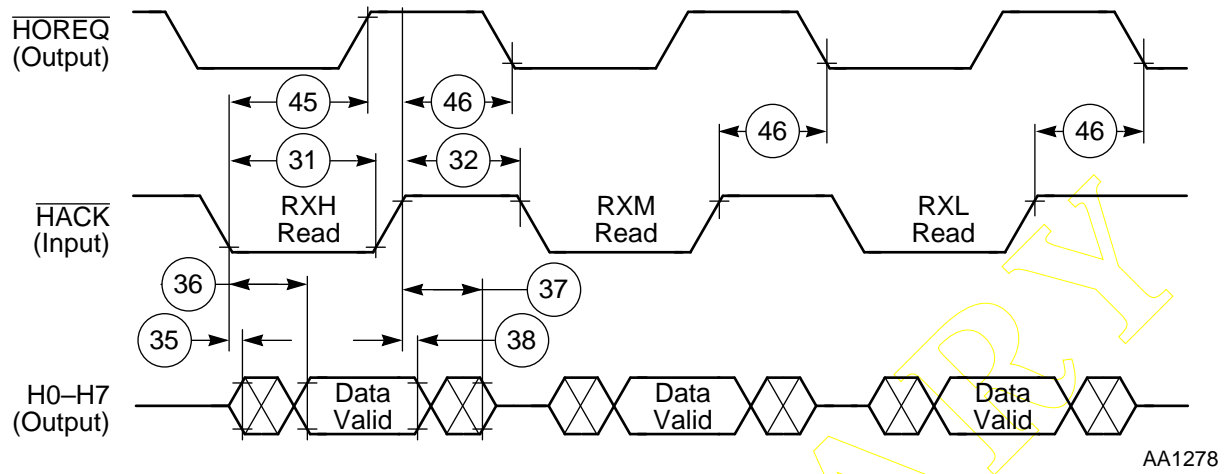 HOREQ
(Output)
45
46
46
46
31
32
HACK
(Input)
RXH
Read
RXM
Read
RXL
Read
36
37
35
38
H0–H7
(Output)
Data
Valid
Data
Valid
Data
Valid
AA1278
A
R
Y